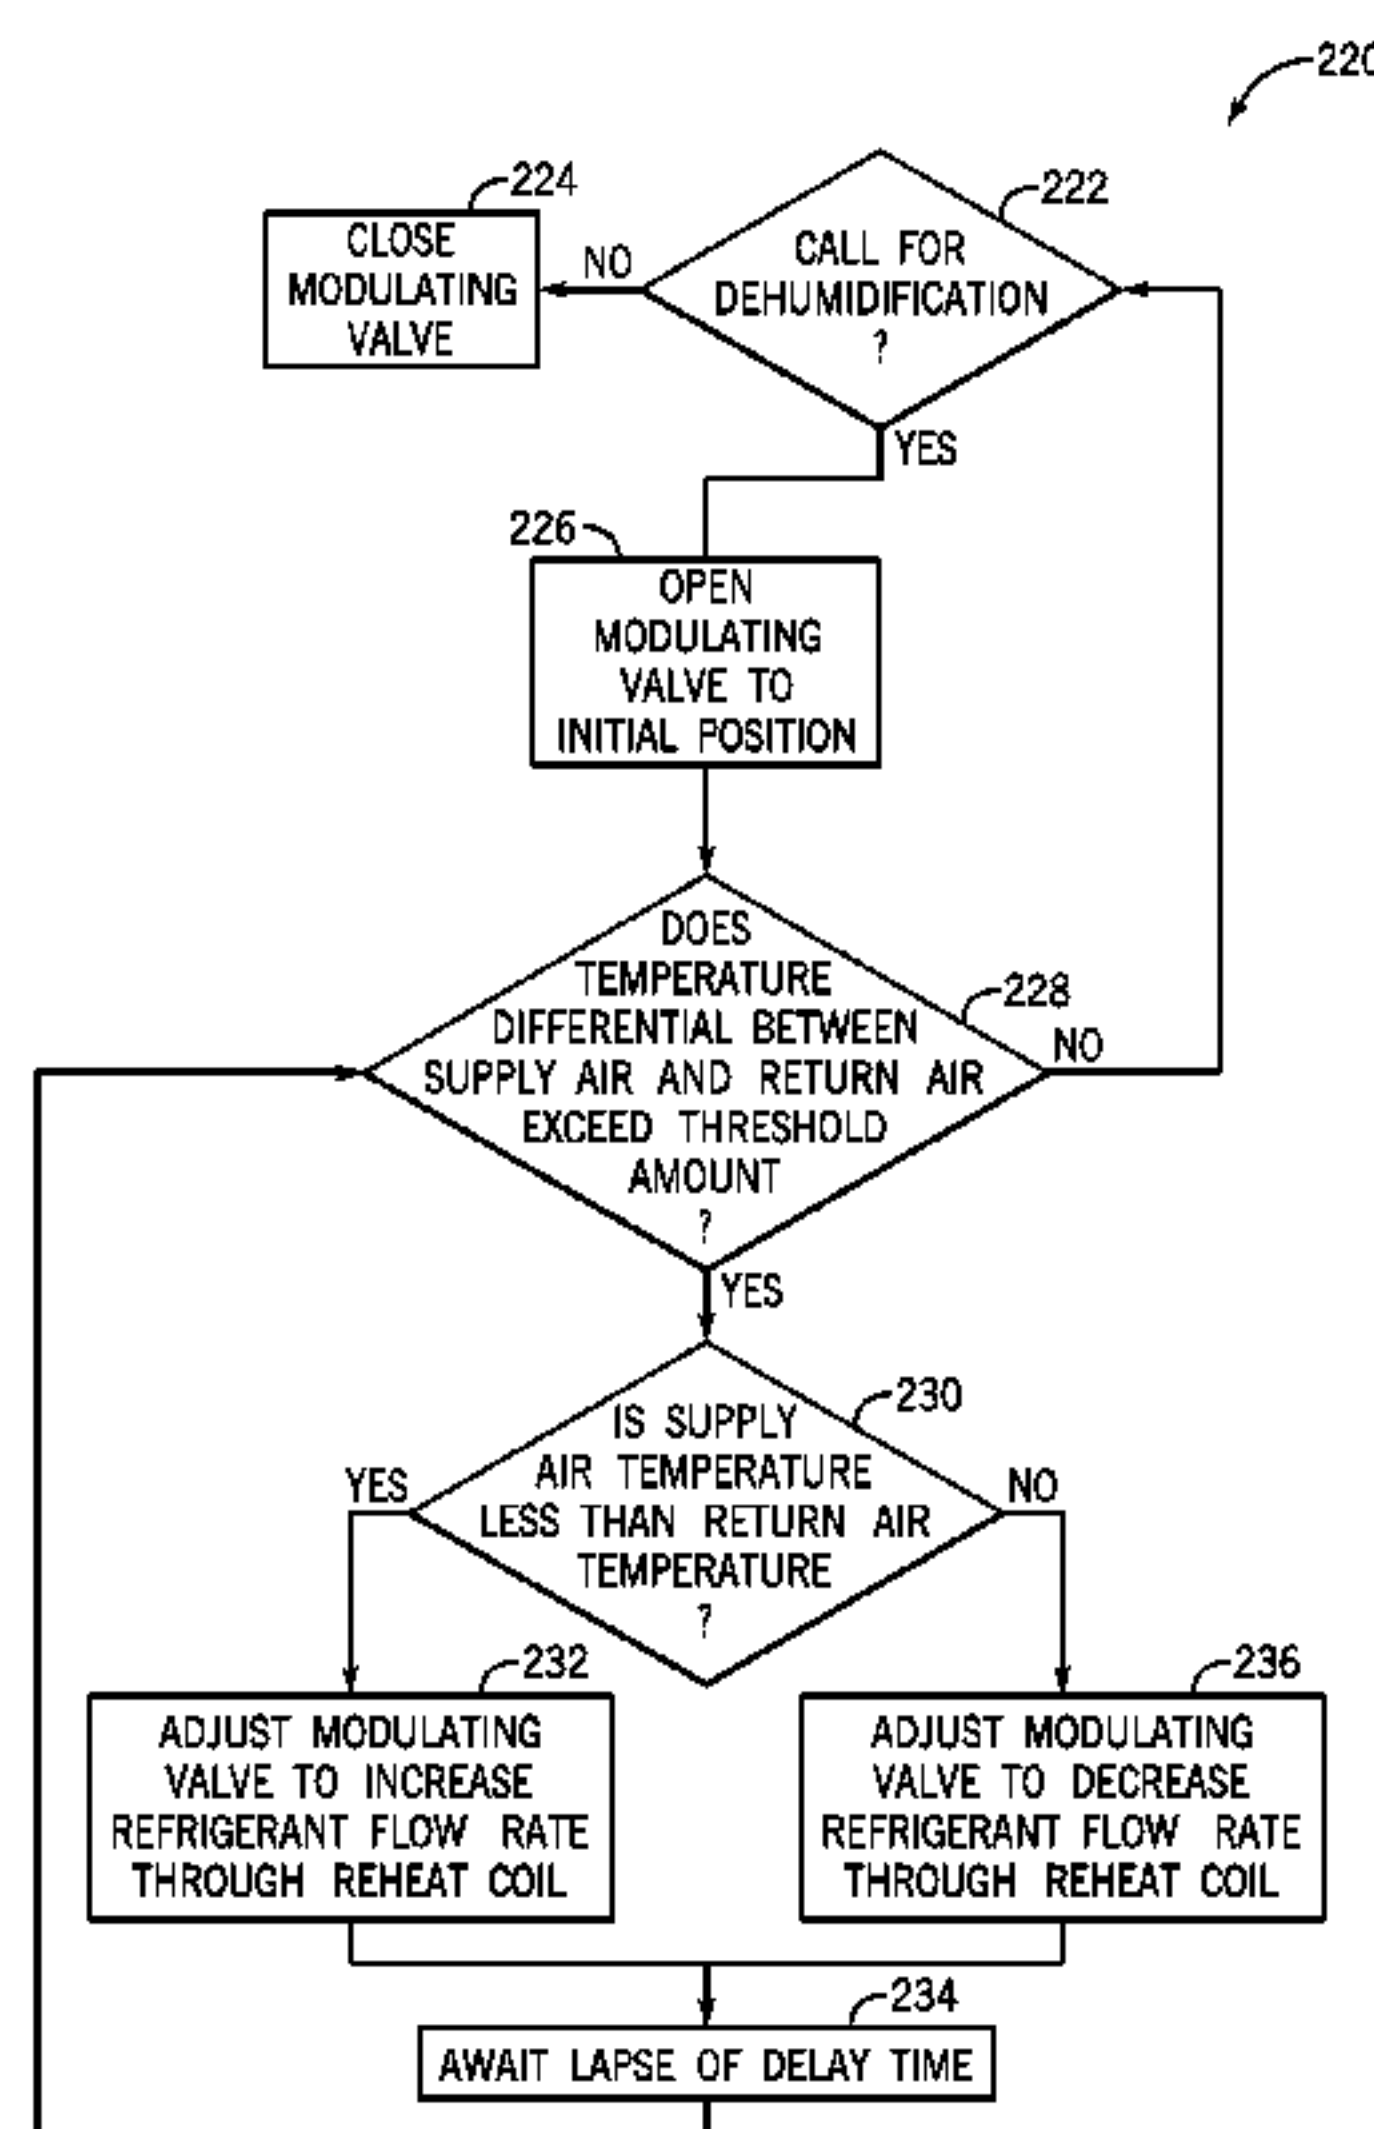 220
224
222
CLOSE
MODULATING
VALVE
NO
CALL FOR
DEHUMIDIFICATION
?
YES
226
OPEN
MODULATING
VALVE TO
INITIAL POSITION
DOES
TEMPERATURE
DIFFERENTIAL BETWEEN
SUPPLY AIR AND RETURN AIR
EXCEED THRESHOLD
AMOUNT
?
228
NO
YES
230
IS SUPPLY
AIR TEMPERATURE
LESS THAN RETURN AIR
TEMPERATURE
?
YES
NO
232
236
ADJUST MODULATING
VALVE TO INCREASE
REFRIGERANT FLOW RATE
THROUGH REHEAT COIL
ADJUST MODULATING
VALVE TO DECREASE
REFRIGERANT FLOW RATE
THROUGH REHEAT COIL
234
AWAIT LAPSE OF DELAY TIME